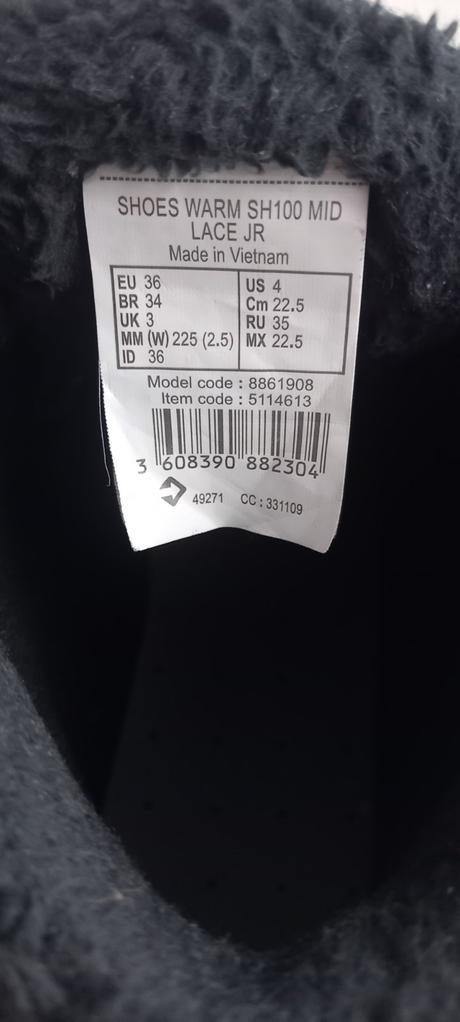 SHOES WARM SH100 MID
LACE JR
Made in Vietnam
EU 36
BR 34
UK 3
MM (W) 225 (2.5)
ID 36
US 4
Cm 22.5
RU 35
MX 22.5
Model code : 8861908
Item code : 5114613
3 608390 882304
49271 CC : 331109